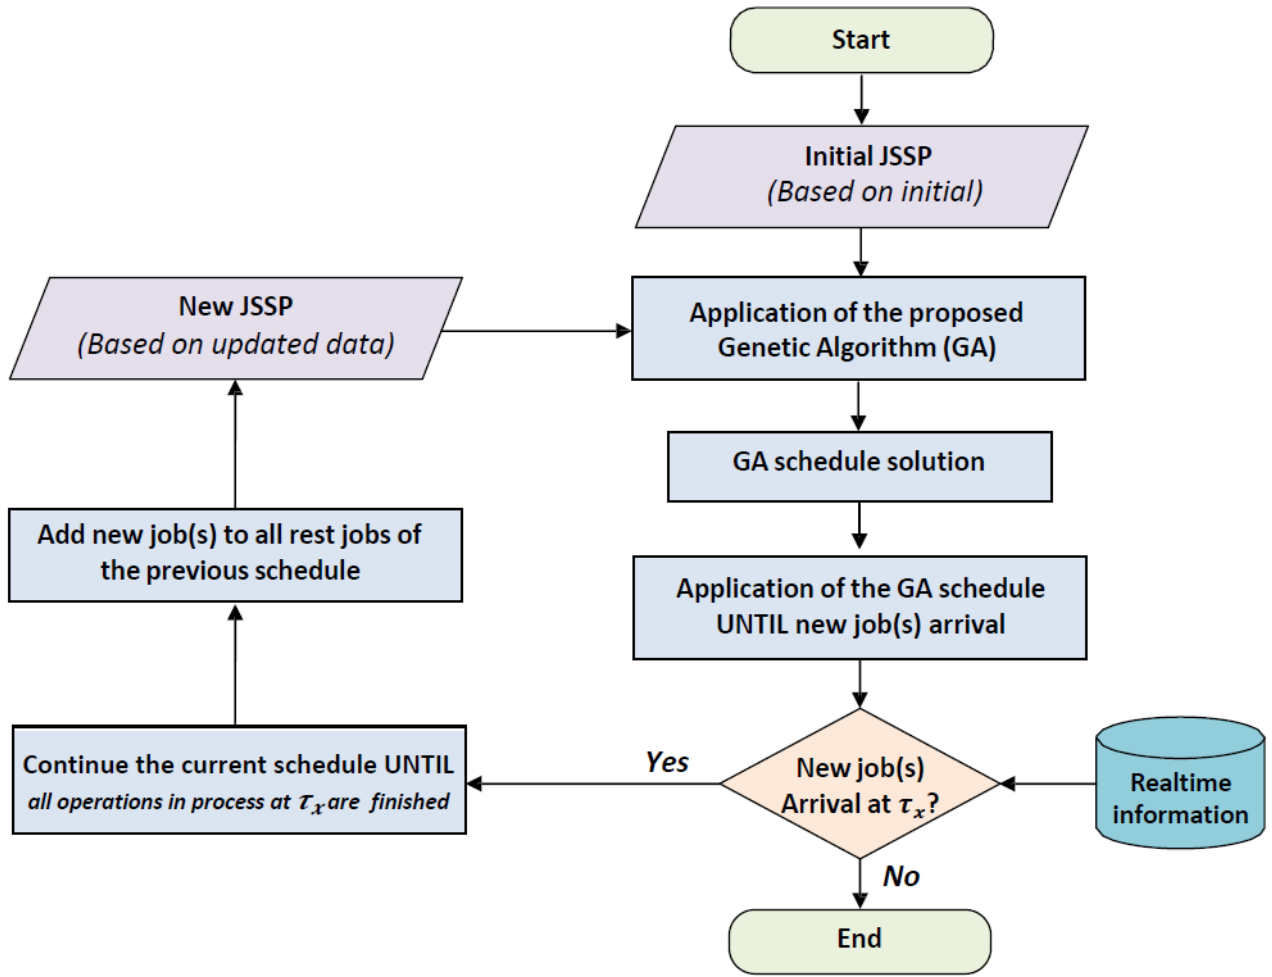 Start
Initial JSSP
(Based on initial)
New JSSP
(Based on updated data)
Application of the proposed
Genetic Algorithm (GA)
GA schedule solution
Add new job(s) to all rest jobs of
the previous schedule
Application of the GA schedule
UNTIL new job(s) arrival
Continue the current schedule UNTIL
all operations in process at τx are finished
Yes
New job(s)
Arrival at τx?
Realtime
information
No
End